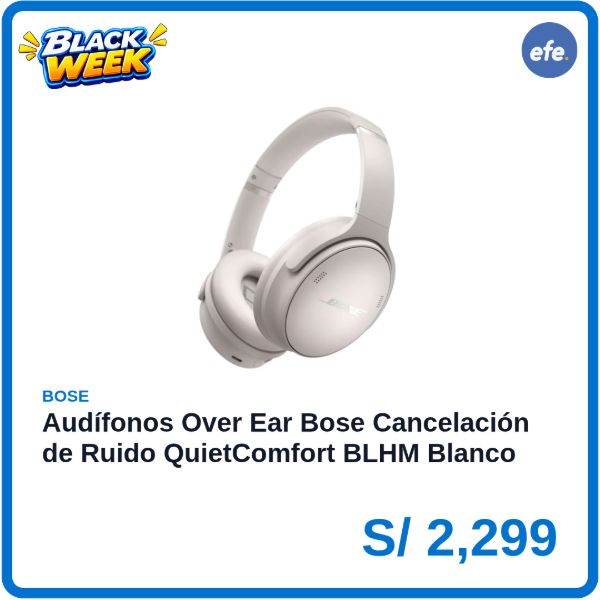 BLACK
WEEK
efe.
BOSE
BOSE
Audífonos Over Ear Bose Cancelación
de Ruido QuietComfort BLHM Blanco
S/ 2,299